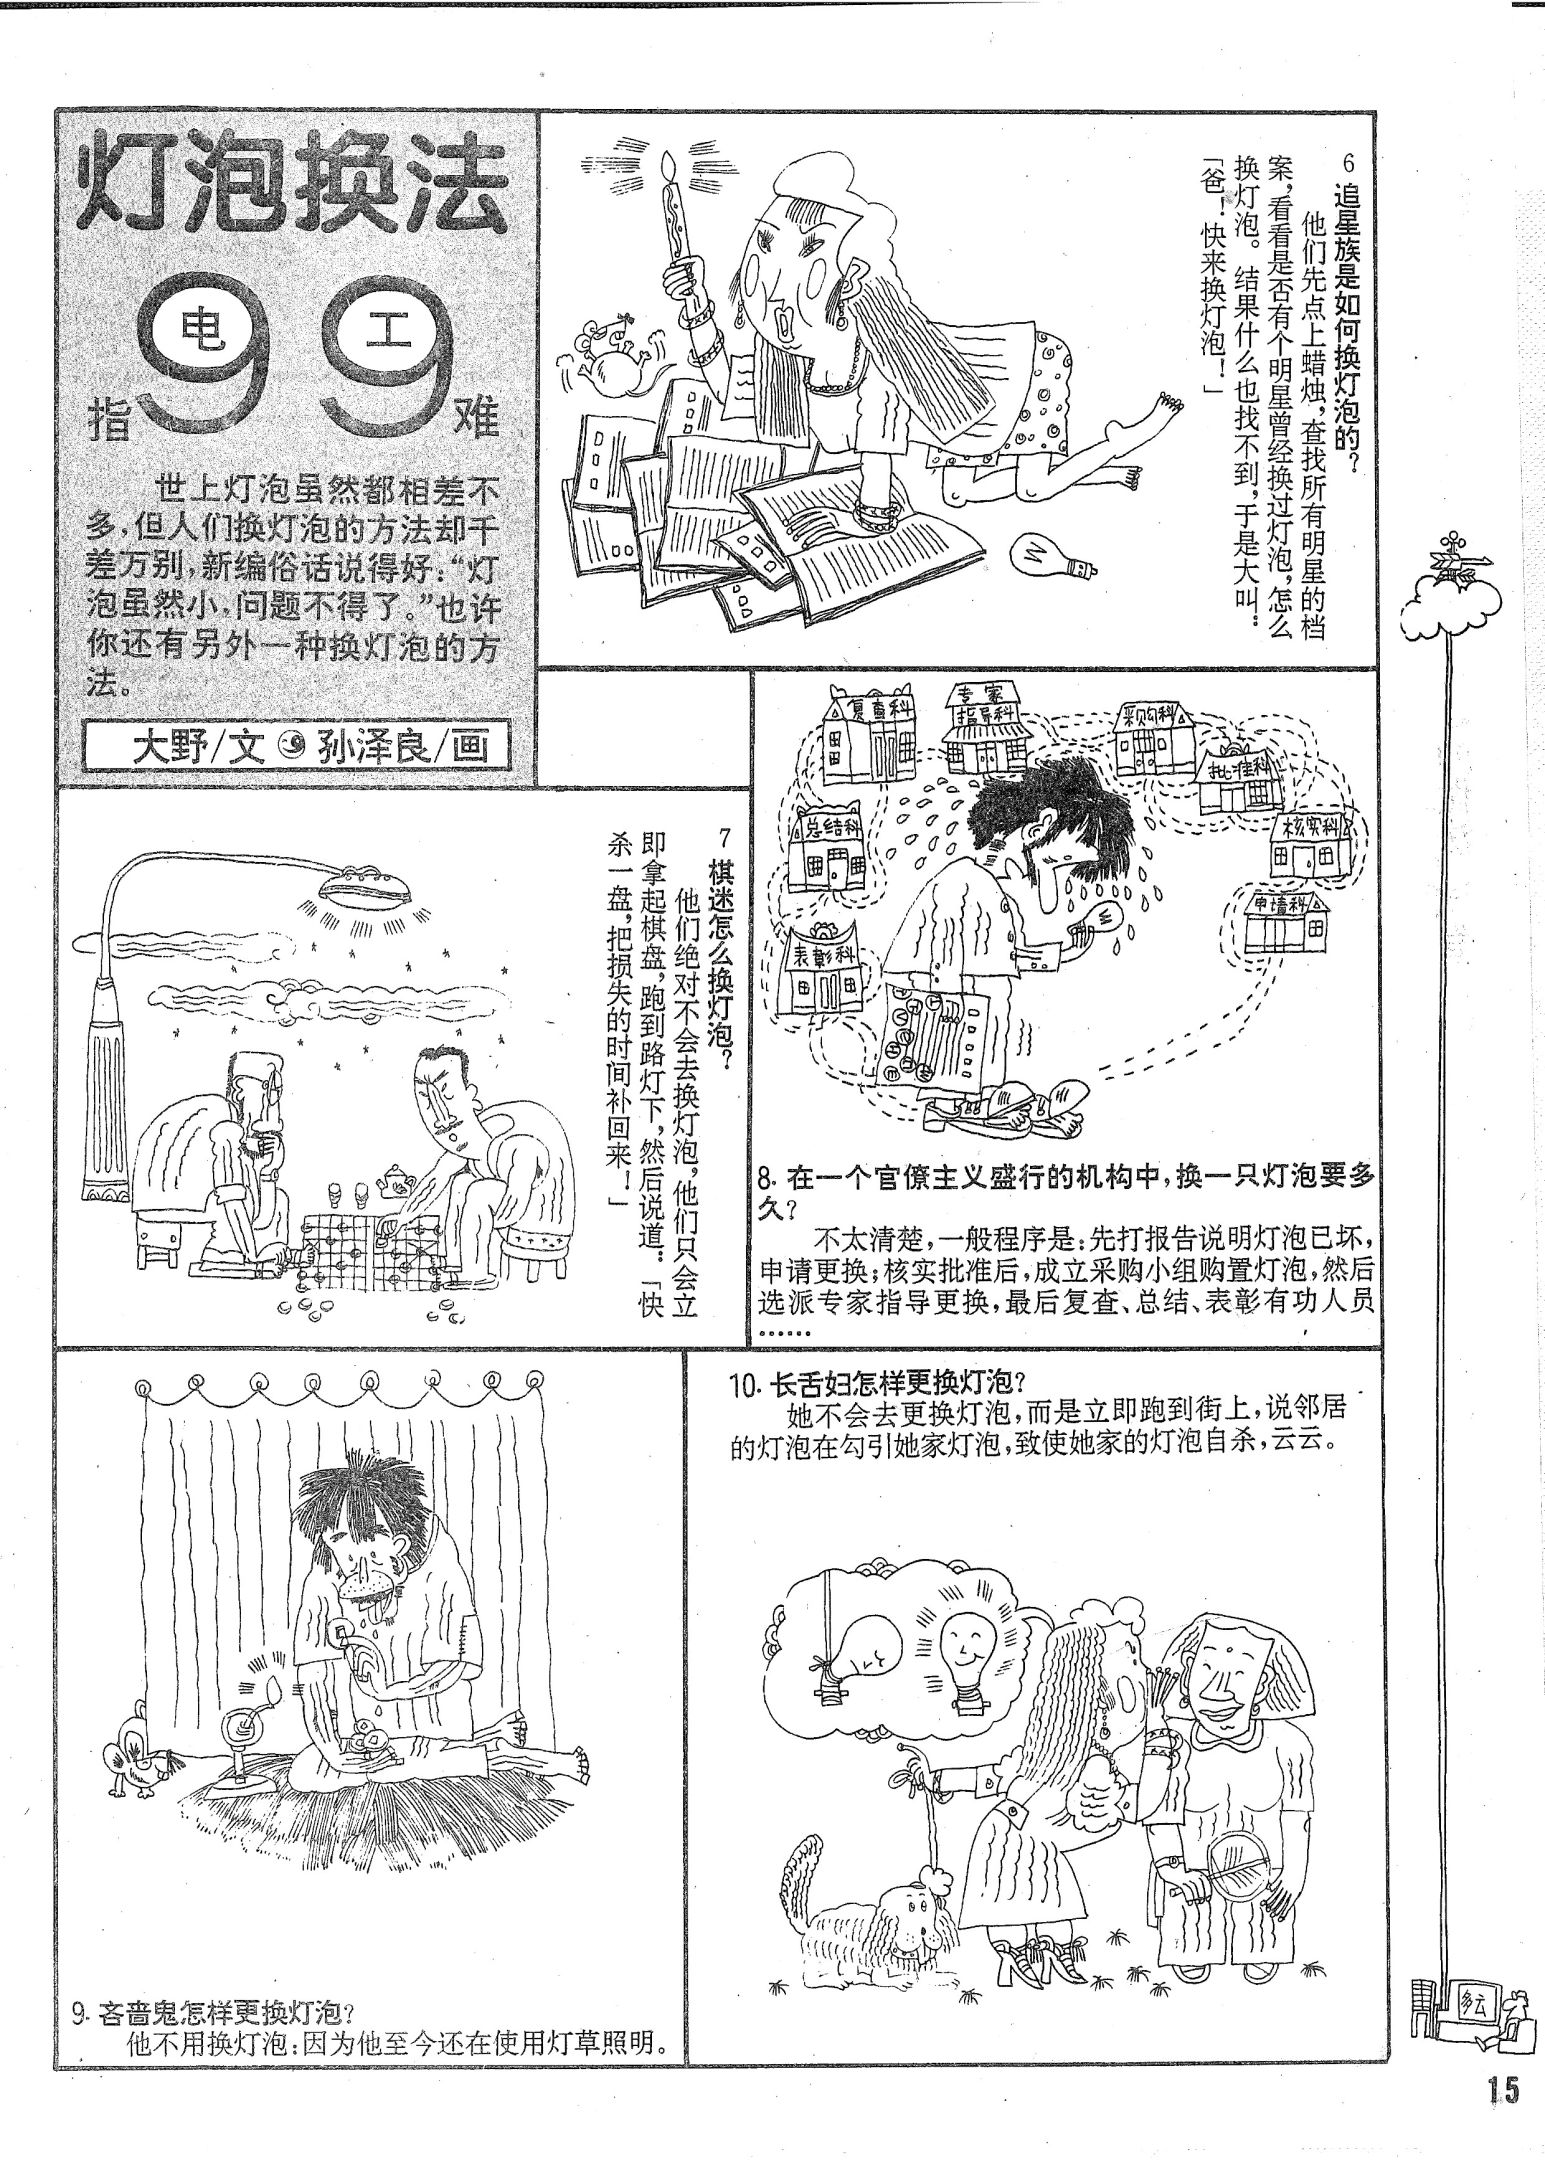 灯泡换法
99
电 工
指 难
世上灯泡虽然都相差不
多，但人们换灯泡的方法却千
差万别，新编俗话说得好：“灯
泡虽然小，问题不得了。”也许
你还有另外一种换灯泡的方
法。
大野/文 孙泽良/画
6 追星族是如何换灯泡的？
他们先点上蜡烛，查找所有明星的档
案，看看是否有个明星曾经换过灯泡，怎么
换灯泡。结果什么也找不到，于是大叫：
「爸！快来换灯泡！」
7 棋迷怎么换灯泡？
他们绝对不会去换灯泡，他们只会立
即拿起棋盘，跑到路灯下，然后说道：「快
杀一盘，把损失的时间补回来！」
复查科
专家
指导科
采购科
批准科
核实科
申请科
总结科
表彰科
8. 在一个官僚主义盛行的机构中，换一只灯泡要多
久？
不太清楚，一般程序是：先打报告说明灯泡已坏，
申请更换；核实批准后，成立采购小组购置灯泡，然后
选派专家指导更换，最后复查、总结、表彰有功人员
……
9. 吝啬鬼怎样更换灯泡？
他不用换灯泡：因为他至今还在使用灯草照明。
10. 长舌妇怎样更换灯泡？
她不会去更换灯泡，而是立即跑到街上，说邻居
的灯泡在勾引她家灯泡，致使她家的灯泡自杀，云云。
多云
15